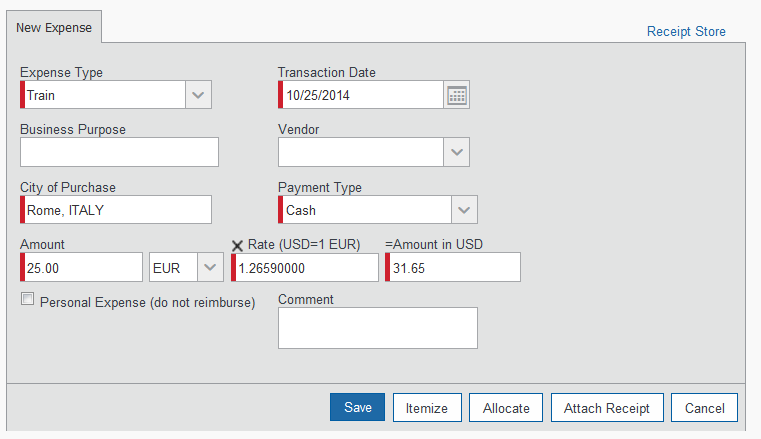 New Expense
Receipt Store
Expense Type
Transaction Date
Train
10/25/2014
Business Purpose
Vendor
City of Purchase
Payment Type
Rome, ITALY
Cash
Amount
Rate (USD=1 EUR)
=Amount in USD
25.00
EUR
1.26590000
31.65
Personal Expense (do not reimburse)
Comment
Save
Itemize
Allocate
Attach Receipt
Cancel